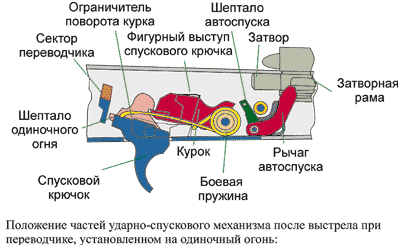 Ограничитель
поворота курка
Шептало
автоспуска
Сектор
переводчика
Фигурный выступ
спускового крючка
Затвор
Затворная
рама
Шептало
одиночного
огня
Спусковой
крючок
Курок
Боевая
пружина
Рычаг
автоспуска
Положение частей ударно-спускового механизма после выстрела при
переводчике, установленном на одиночный огонь: